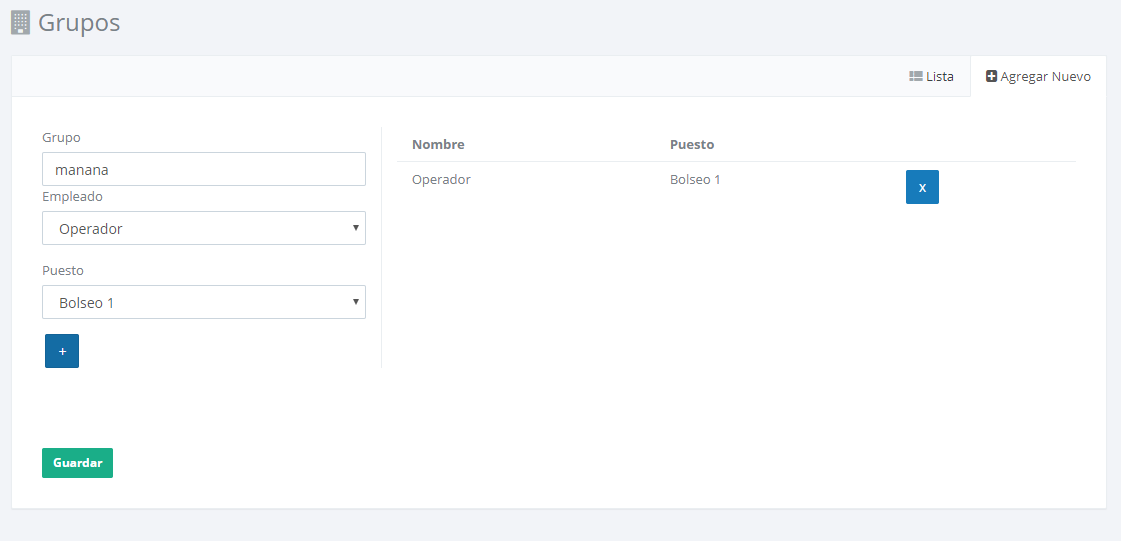 Grupos
Lista
Agregar Nuevo
Grupo
manana
Empleado
Operador
Puesto
Bolseo 1
+
Nombre Puesto
Operador Bolseo 1 x
Guardar